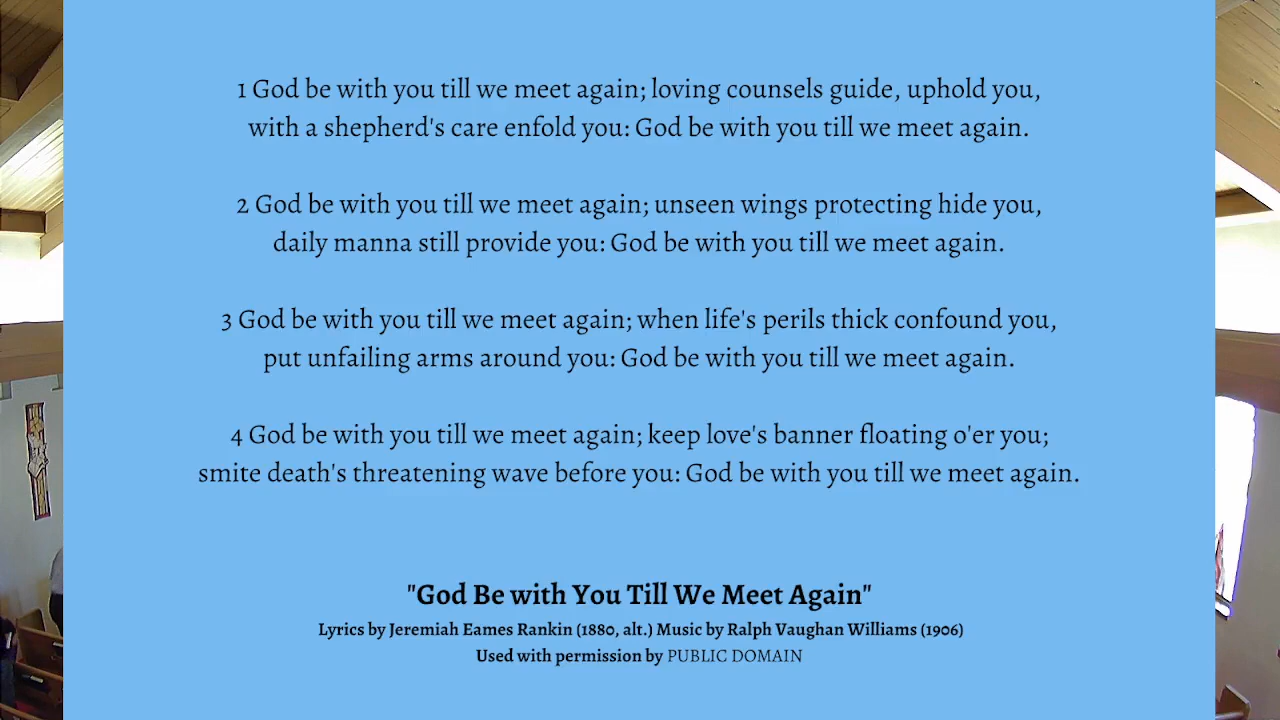 1 God be with you till we meet again; loving counsels guide, uphold you,
with a shepherd's care enfold you: God be with you till we meet again.
2 God be with you till we meet again; unseen wings protecting hide you,
daily manna still provide you: God be with you till we meet again.
3 God be with you till we meet again; when life's perils thick confound you,
put unfailing arms around you: God be with you till we meet again.
4 God be with you till we meet again; keep love's banner floating o'er you;
smite death's threatening wave before you: God be with you till we meet again.
"God Be with You Till We Meet Again"
Lyrics by Jeremiah Eames Rankin (1880, alt.) Music by Ralph Vaughan Williams (1906)
Used with permission by PUBLIC DOMAIN